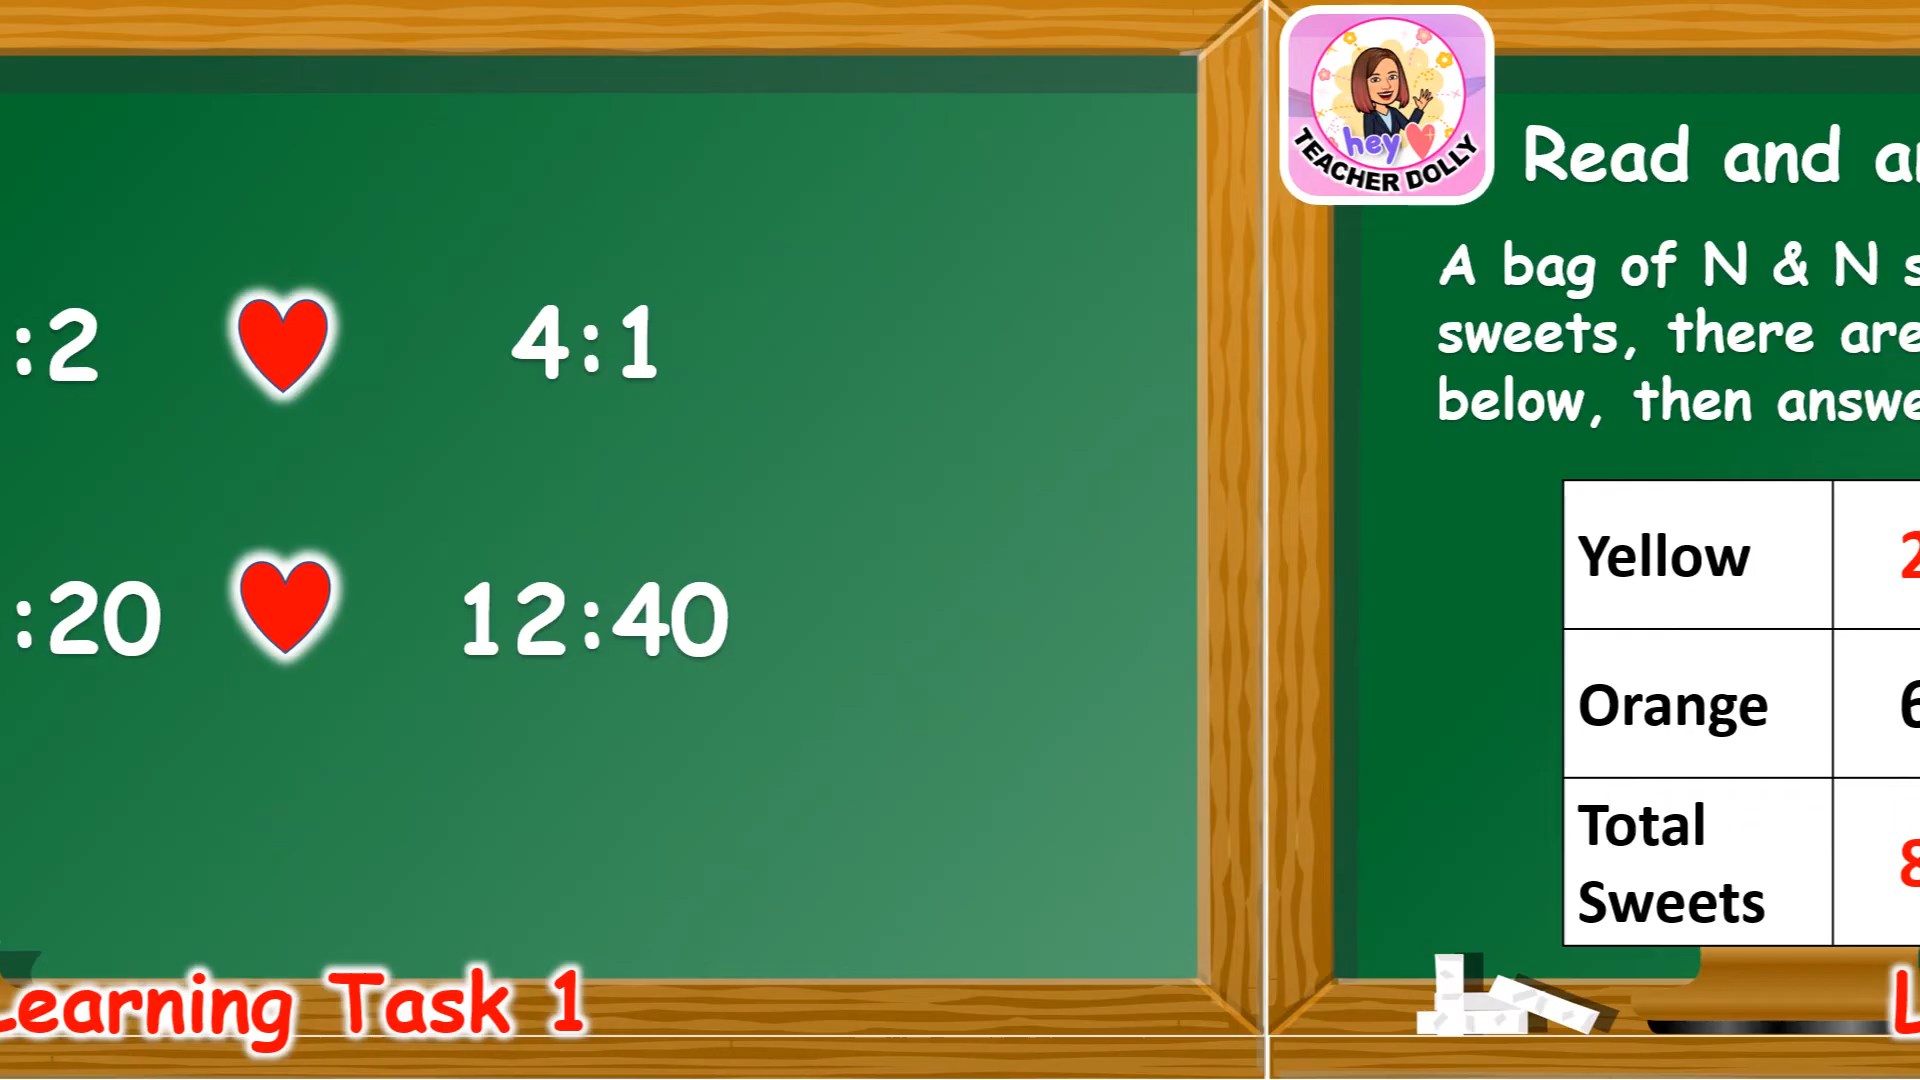 :2 4:1
:20 12:40
Learning Task 1
hey
TEACHER DOLLY
Read and
A bag of N & N
sweets, there are
below, then
Yellow
Orange
Total
Sweets